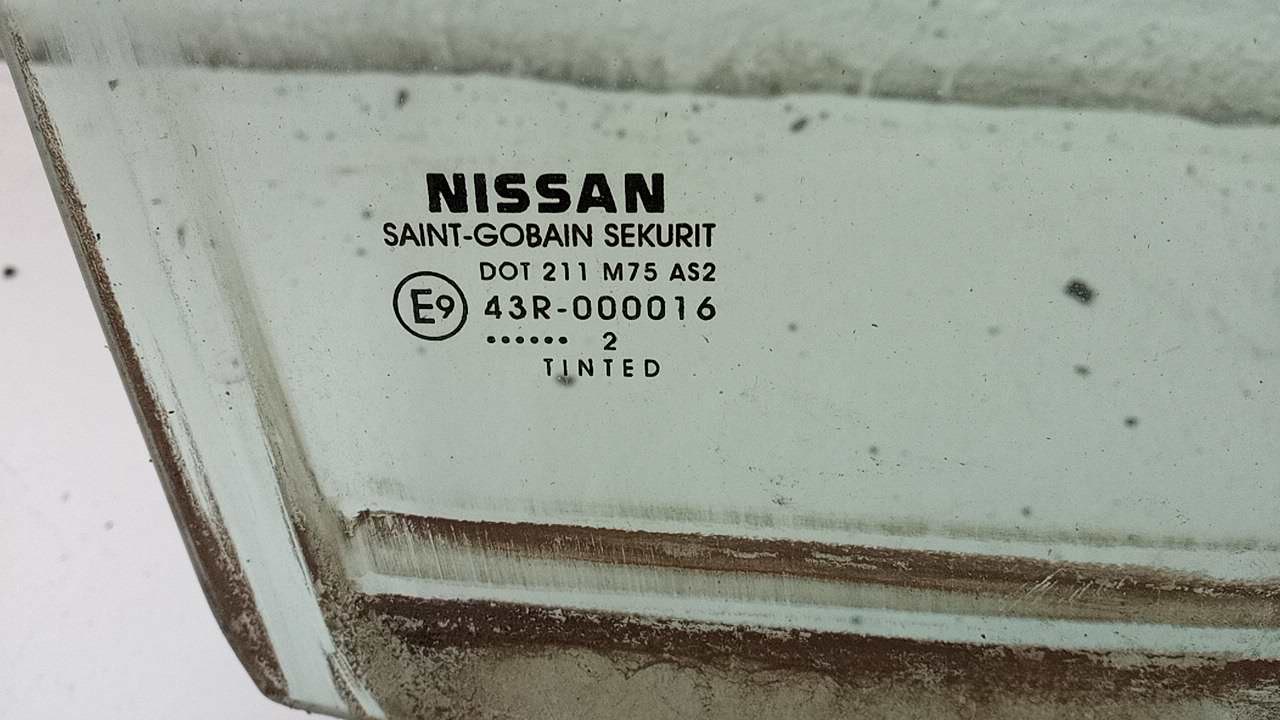 NISSAN
SAINT-GOBAIN SEKURIT
DOT 211 M75 AS2
E9 43R-000016
...... 2
TINTED